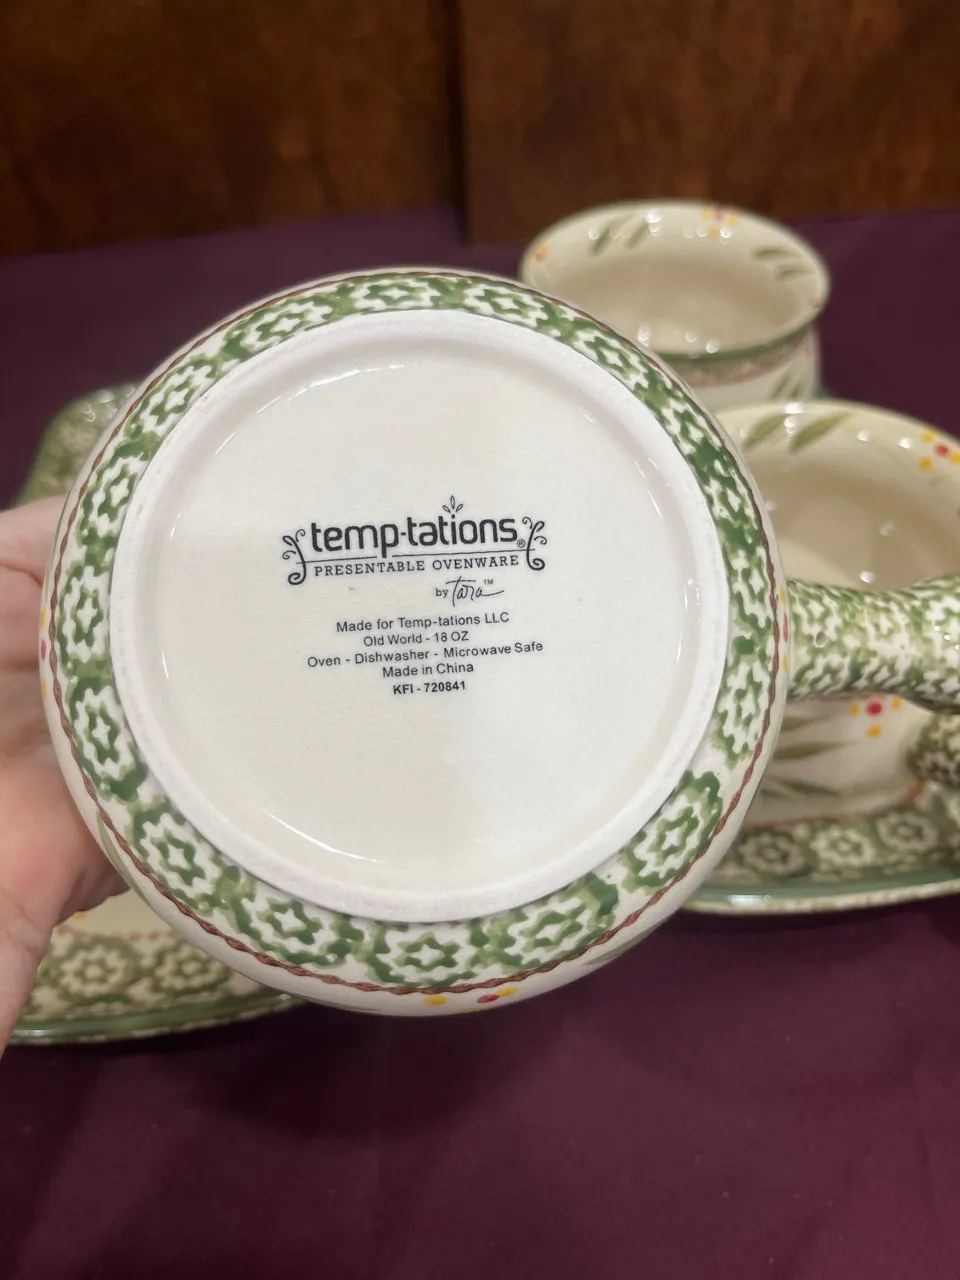 temp-tations®
PRESENTABLE OVENWARE
by Tara™
Made for Temp-tations LLC
Old World - 18 OZ
Oven - Dishwasher - Microwave Safe
Made in China
KFI - 720841